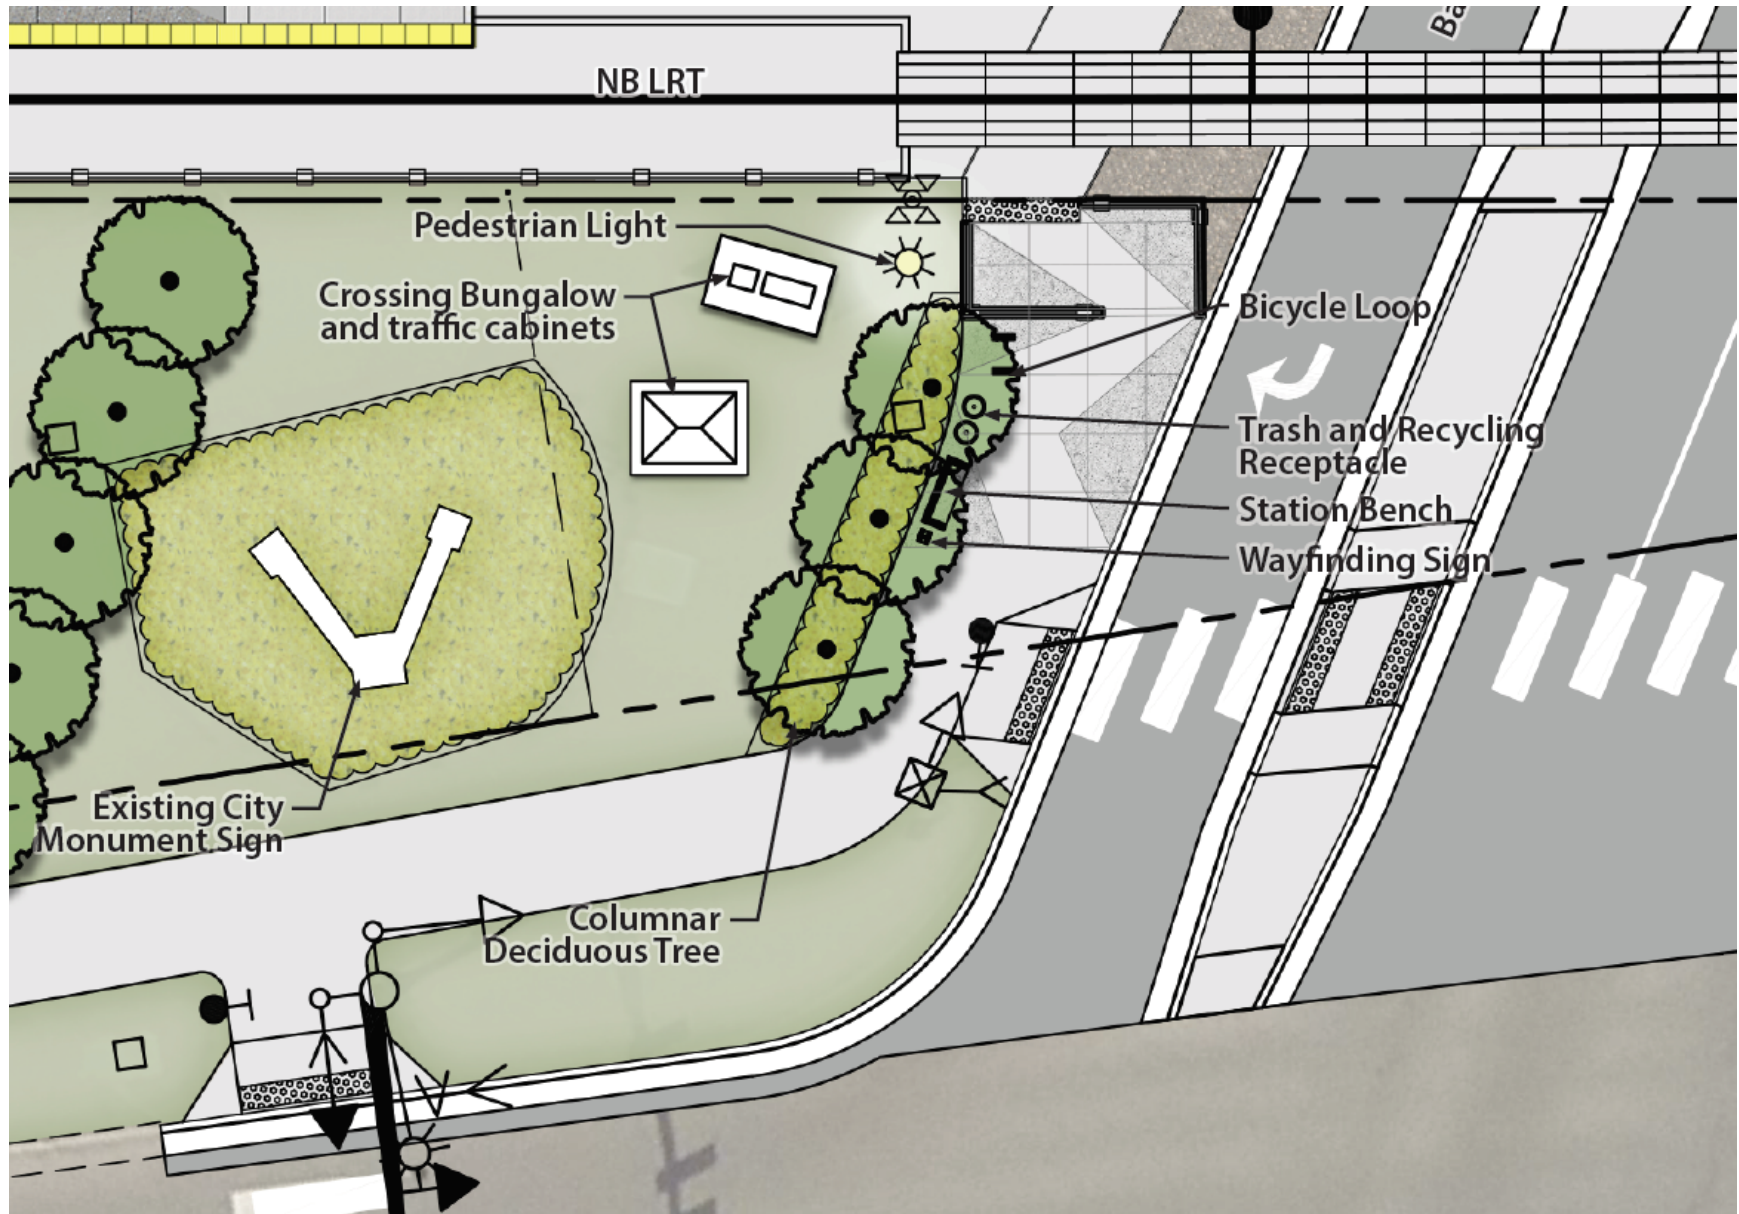 NB LRT
Pedestrian Light
Crossing Bungalow
and traffic cabinets
Bicycle Loop
Trash and Recycling
Receptacle
Station Bench
Wayfinding Sign
Existing City
Monument Sign
Columnar
Deciduous Tree